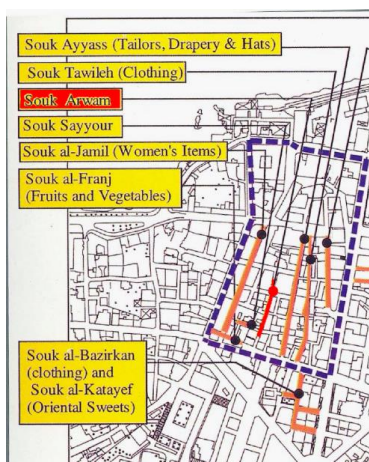 Souk Ayyass (Tailors, Drapery & Hats)
Souk Tawileh (Clothing)
Souk Arwam
Souk Sayyour
Souk al-Jamil (Women's Items)
Souk al-Franj
(Fruits and Vegetables)
Souk al-Bazirkan
(clothing) and
Souk al-Katayef
(Oriental Sweets)